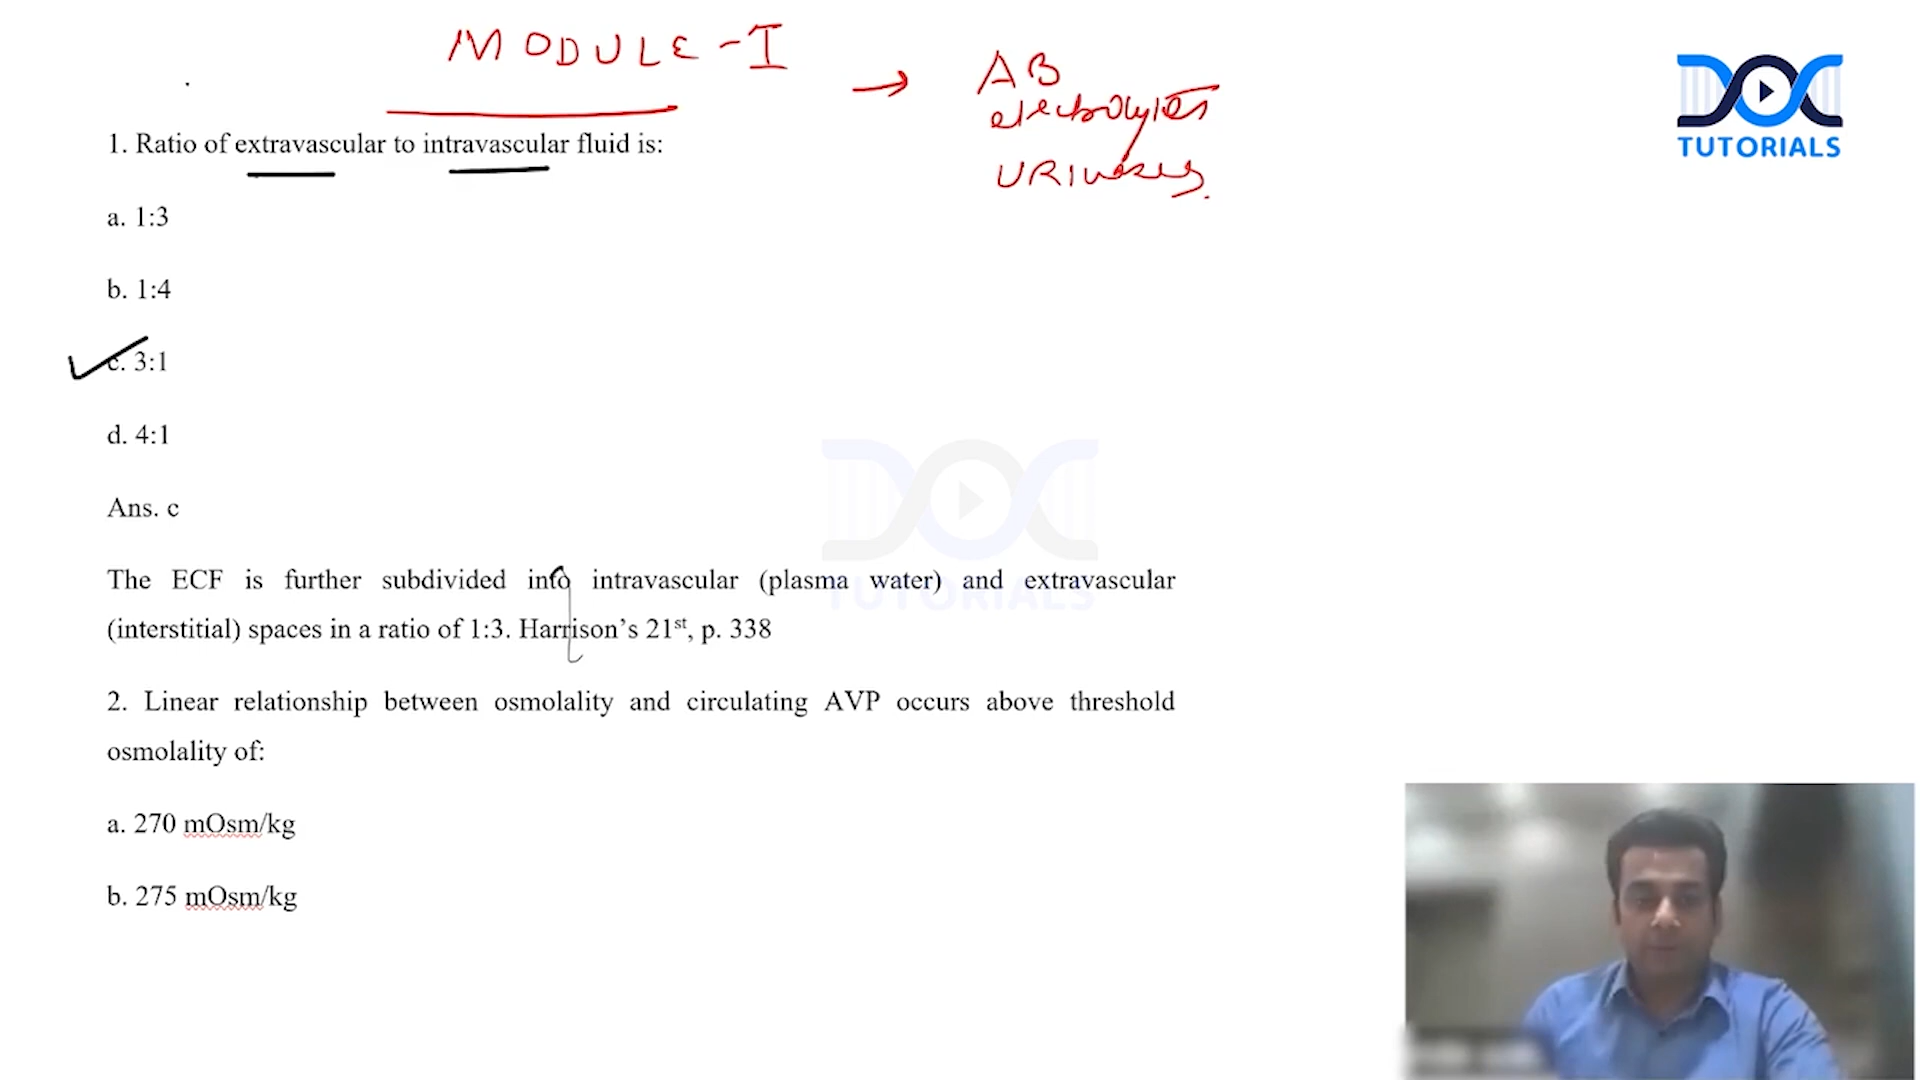 MODULE-I
→ AB
electrolytes
URINARY
DOC
TUTORIALS
1. Ratio of extravascular to intravascular fluid is:
a. 1:3
b. 1:4
c. 3:1
d. 4:1
Ans. c
The ECF is further subdivided into intravascular (plasma water) and extravascular
(interstitial) spaces in a ratio of 1:3. Harrison’s 21st, p. 338
2. Linear relationship between osmolality and circulating AVP occurs above threshold
osmolality of:
a. 270 mOsm/kg
b. 275 mOsm/kg
TUTORIALS